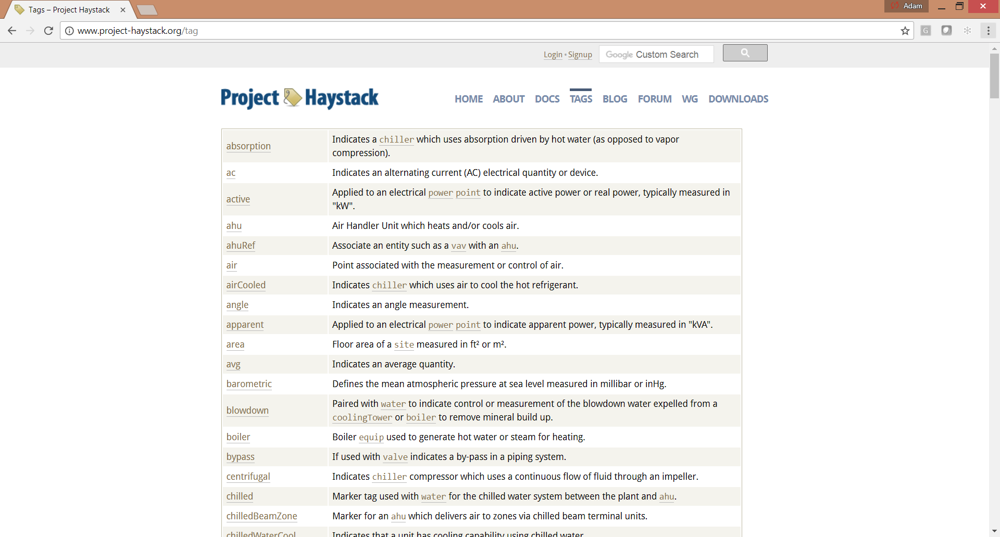 Tags – Project Haystack
Adam
www.project-haystack.org/tag
G
Login • Signup
Google Custom Search
Project Haystack
HOME ABOUT DOCS TAGS BLOG FORUM WG DOWNLOADS
absorption
Indicates a chiller which uses absorption driven by hot water (as opposed to vapor
compression).
ac
Indicates an alternating current (AC) electrical quantity or device.
active
Applied to an electrical power point to indicate active power or real power, typically measured in
"kW".
ahu
Air Handler Unit which heats and/or cools air.
ahuRef
Associate an entity such as a vav with an ahu.
air
Point associated with the measurement or control of air.
airCooled
Indicates chiller which uses air to cool the hot refrigerant.
angle
Indicates an angle measurement.
apparent
Applied to an electrical power point to indicate apparent power, typically measured in "kVA".
area
Floor area of a site measured in ft² or m².
avg
Indicates an average quantity.
barometric
Defines the mean atmospheric pressure at sea level measured in millibar or inHg.
blowdown
Paired with water to indicate control or measurement of the blowdown water expelled from a
coolingTower or boiler to remove mineral build up.
boiler
Boiler equip used to generate hot water or steam for heating.
bypass
If used with valve indicates a by-pass in a piping system.
centrifugal
Indicates chiller compressor which uses a continuous flow of fluid through an impeller.
chilled
Marker tag used with water for the chilled water system between the plant and ahu.
chilledBeamZone
Marker for an ahu which delivers air to zones via chilled beam terminal units.
chilledWaterCool
Indicates that a unit has cooling capability using chilled water.